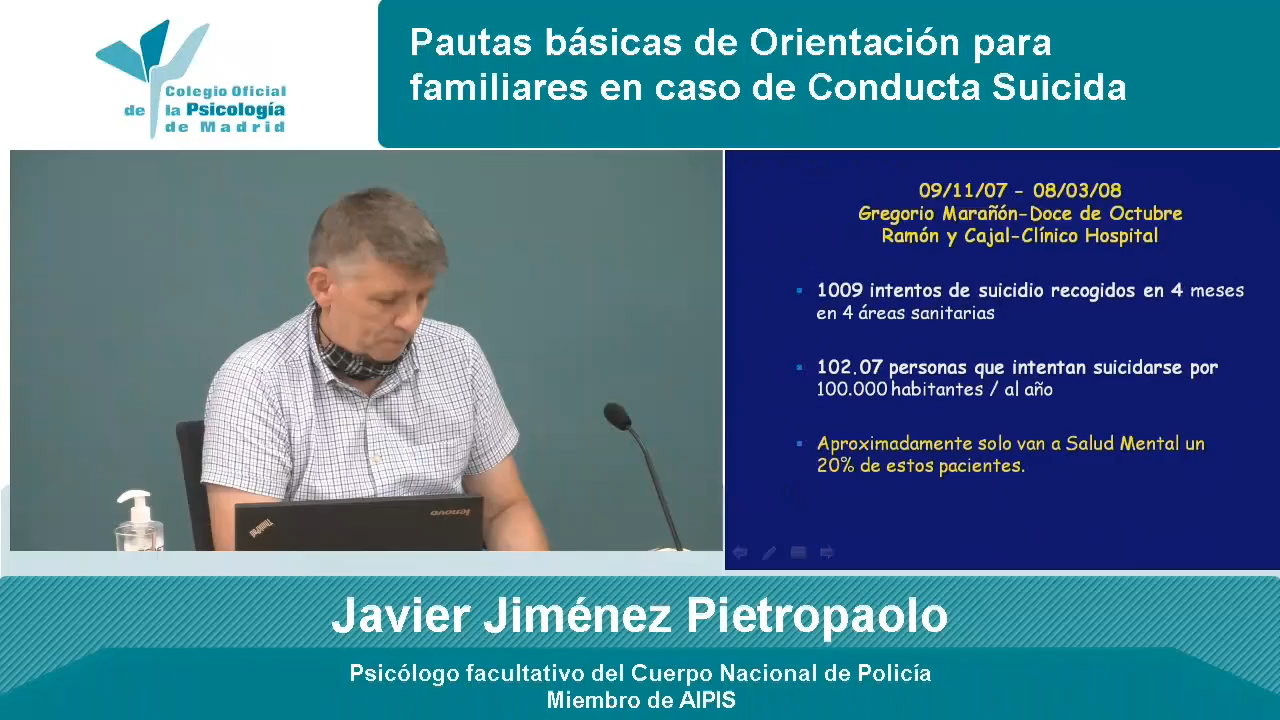 Colegio Oficial
de la Psicología
de Madrid
Pautas básicas de Orientación para
familiares en caso de Conducta Suicida
09/11/07 - 08/03/08
Gregorio Marañón-Doce de Octubre
Ramón y Cajal-Clínico Hospital
1009 intentos de suicidio recogidos en 4 meses
en 4 áreas sanitarias
102.07 personas que intentan suicidarse por
100.000 habitantes / al año
Aproximadamente solo van a Salud Mental un
20% de estos pacientes.
lenovo
ThinkPad
Javier Jiménez Pietropaolo
Psicólogo facultativo del Cuerpo Nacional de Policía
Miembro de AIPIS